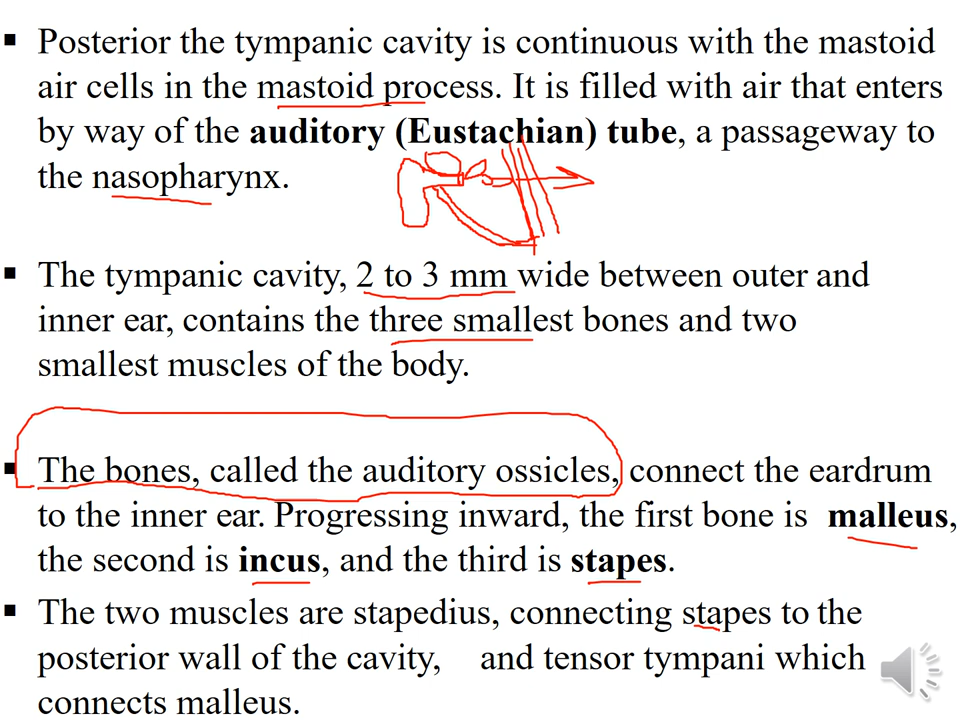 ▪ Posterior the tympanic cavity is continuous with the mastoid
air cells in the mastoid process. It is filled with air that enters
by way of the auditory (Eustachian) tube, a passageway to
the nasopharynx.
▪ The tympanic cavity, 2 to 3 mm wide between outer and
inner ear, contains the three smallest bones and two
smallest muscles of the body.
▪ The bones, called the auditory ossicles, connect the eardrum
to the inner ear. Progressing inward, the first bone is malleus,
the second is incus, and the third is stapes.
▪ The two muscles are stapedius, connecting stapes to the
posterior wall of the cavity, and tensor tympani which
connects malleus.